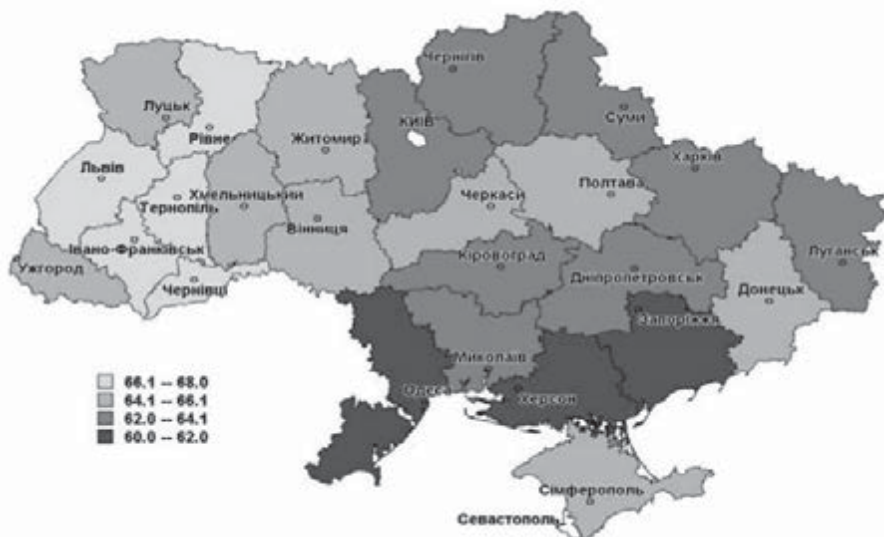 Чернігів
Луцьк
Рівне
Житомир
КИЇВ
Суми
Львів
Харків
Тернопіль
Хмельницький
Черкаси
Полтава
Вінниця
Івано-Франківськ
Ужгород
Чернівці
Кіровоград
Дніпропетровськ
Луганськ
Донецьк
Запоріжжя
Миколаїв
Одеса
Херсон
66.1 -- 68.0
64.1 -- 66.1
62.0 -- 64.1
60.0 -- 62.0
Сімферополь
Севастополь